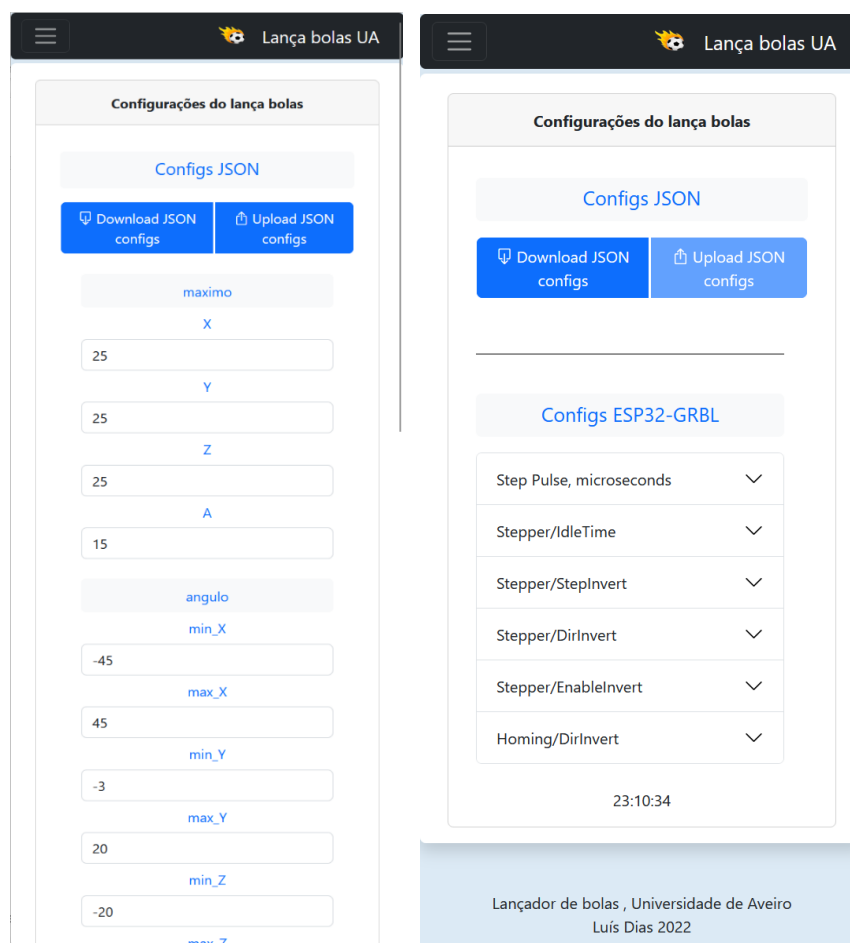 Lança bolas UA
Configurações do lança bolas
Configs JSON
Download JSON
configs
Upload JSON
configs
maximo
X
25
Y
25
Z
25
A
15
angulo
min_X
-45
max_X
45
min_Y
-3
max_Y
20
min_Z
-20
max_Z
Lança bolas UA
Configurações do lança bolas
Configs JSON
Download JSON
configs
Upload JSON
configs
Configs ESP32-GRBL
Step Pulse, microseconds
Stepper/IdleTime
Stepper/StepInvert
Stepper/DirInvert
Stepper/EnableInvert
Homing/DirInvert
23:10:34
Lançador de bolas , Universidade de Aveiro
Luís Dias 2022